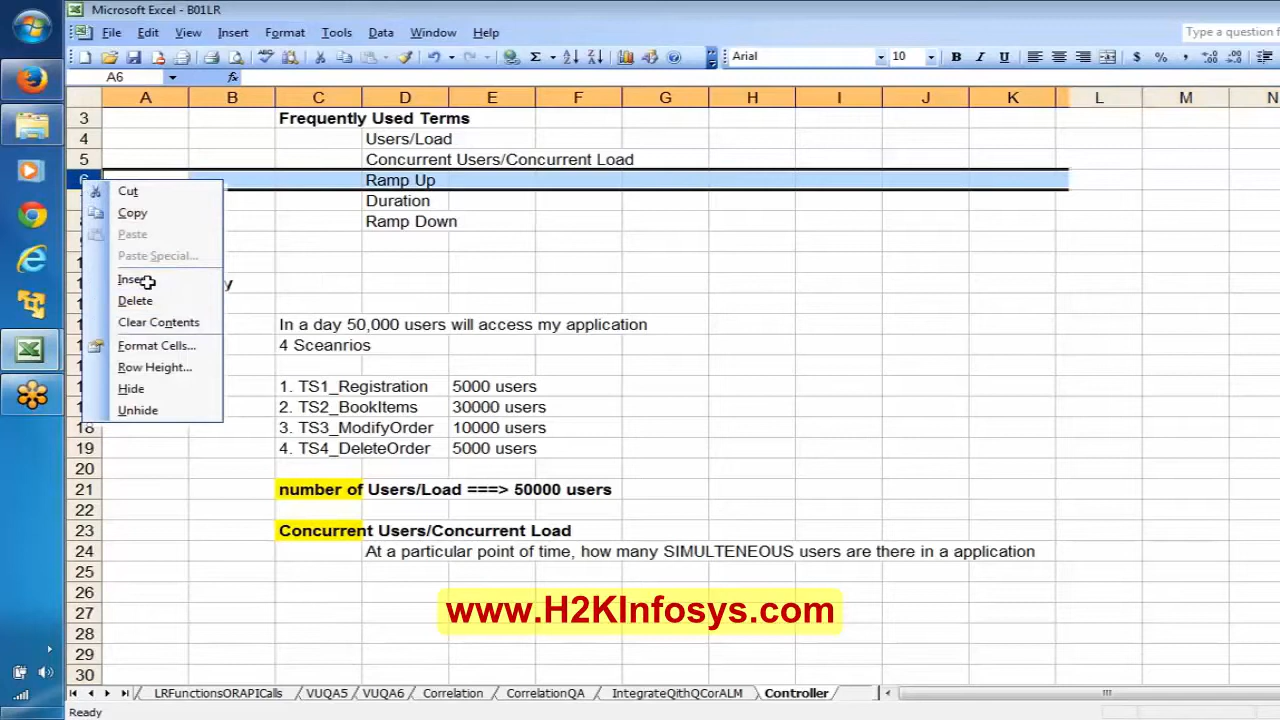 Microsoft Excel - B01LR
File Edit View Insert Format Tools Data Window Help
Type a question f
Arial 10 B I U $ % ,
A6 fx
A B C D E F G H I J K L M N
3 Frequently Used Terms
4 Users/Load
5 Concurrent Users/Concurrent Load
6 Ramp Up
Duration
Ramp Down
Cut
Copy
Paste
Paste Special...
Insert
Delete
Clear Contents
Format Cells...
Row Height...
Hide
Unhide
y
In a day 50,000 users will access my application
4 Sceanrios
1. TS1_Registration 5000 users
2. TS2_BookItems 30000 users
18 3. TS3_ModifyOrder 10000 users
19 4. TS4_DeleteOrder 5000 users
20
21 number of Users/Load ===> 50000 users
22
23 Concurrent Users/Concurrent Load
24 At a particular point of time, how many SIMULTENEOUS users are there in a application
25
26
27
28
29
30
www.H2KInfosys.com
LRFunctionsORAPICalls VUQA5 VUQA6 Correlation CorrelationQA IntegrateQithQCorALM Controller
Ready